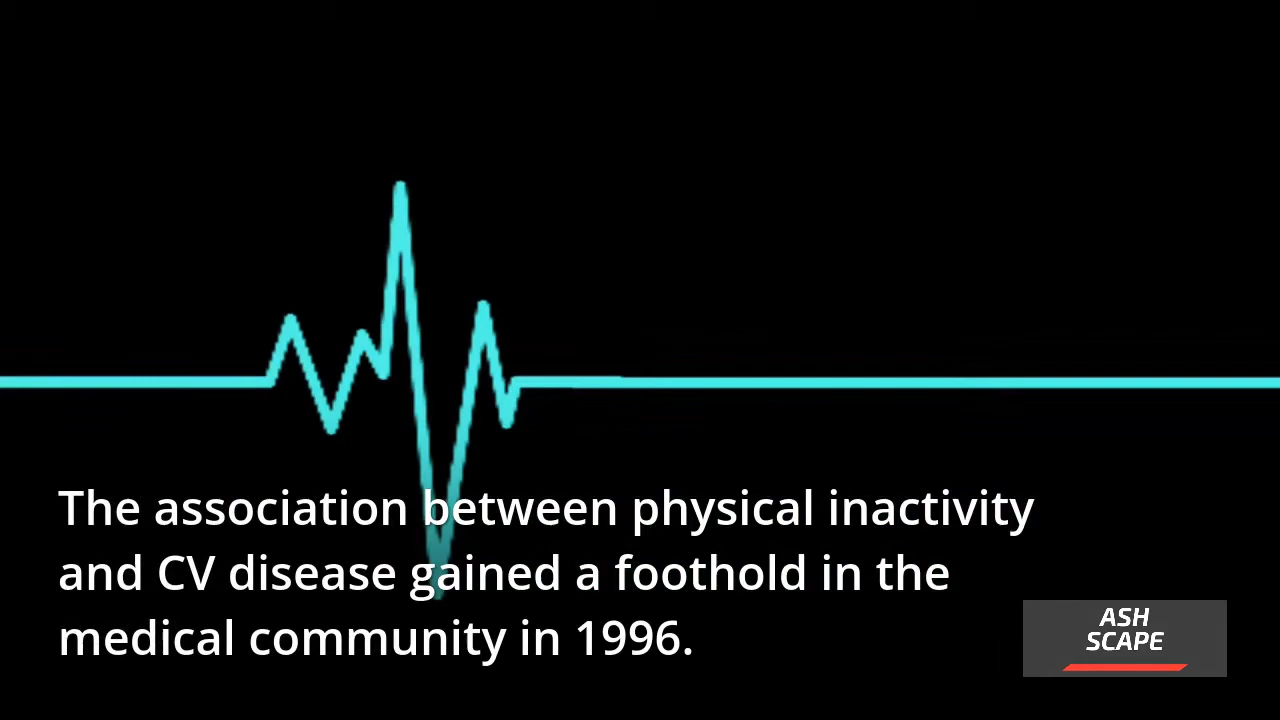 The association between physical inactivity
and CV disease gained a foothold in the
medical community in 1996.
ASH
SCAPE